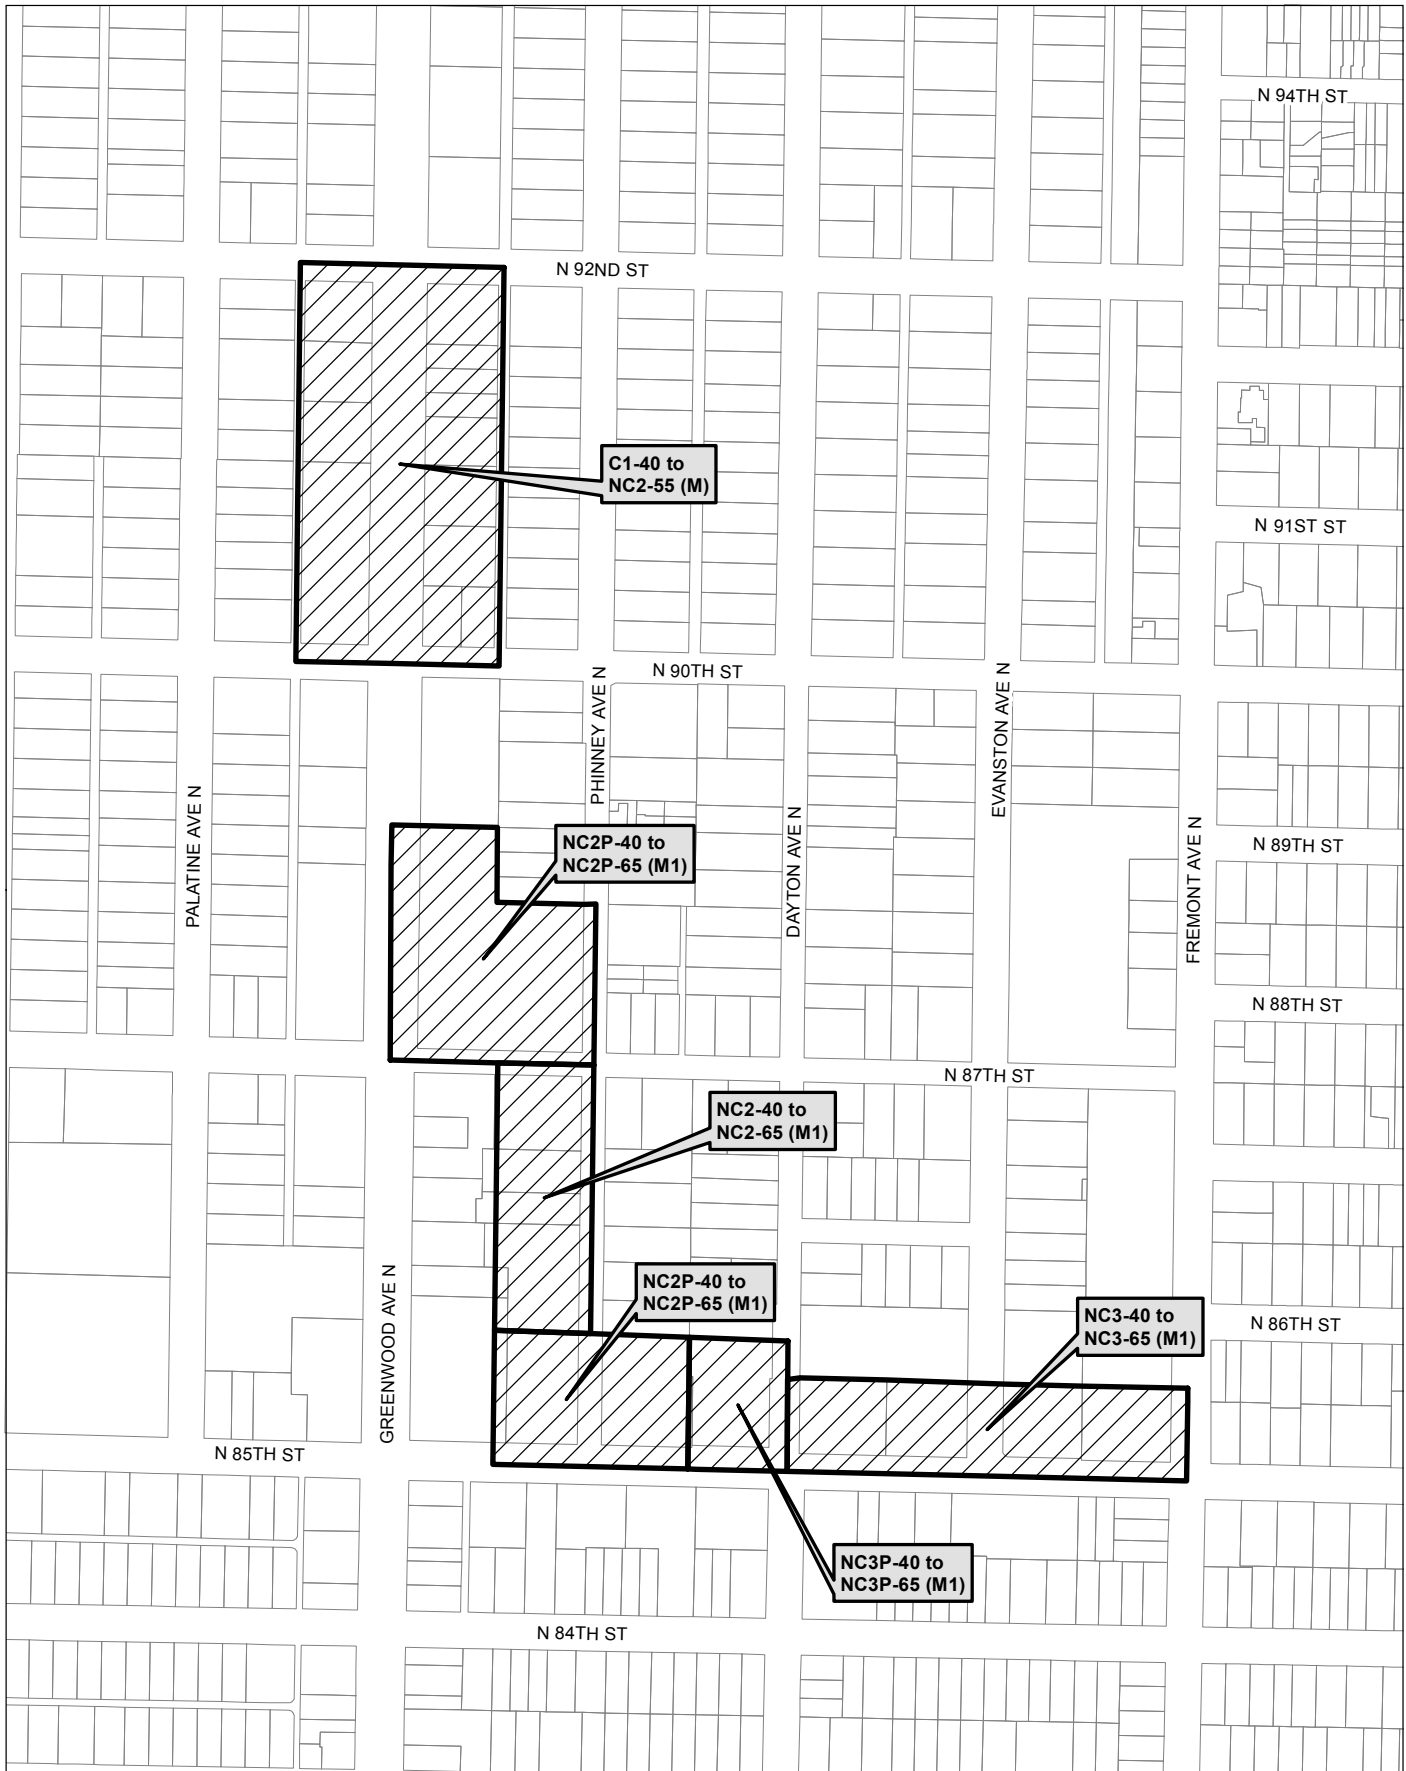 N 94TH ST
N 92ND ST
C1-40 to
NC2-55 (M)
N 91ST ST
N 90TH ST
PHINNEY AVE N
EVANSTON AVE N
PALATINE AVE N
DAYTON AVE N
FREMONT AVE N
NC2P-40 to
NC2P-65 (M1)
N 89TH ST
N 88TH ST
N 87TH ST
NC2-40 to
NC2-65 (M1)
GREENWOOD AVE N
NC2P-40 to
NC2P-65 (M1)
NC3-40 to
NC3-65 (M1)
N 86TH ST
N 85TH ST
NC3P-40 to
NC3P-65 (M1)
N 84TH ST